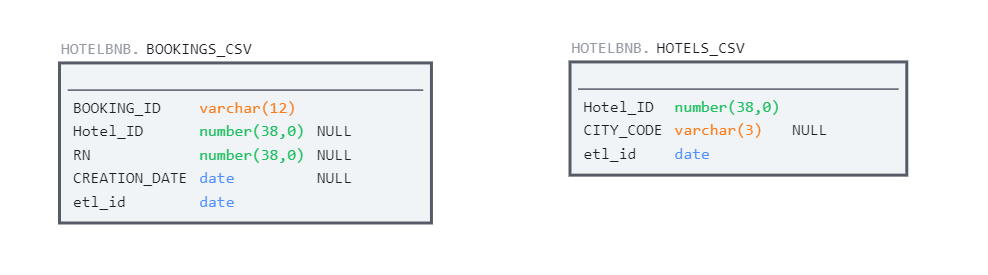 HOTELBNB. BOOKINGS_CSV
BOOKING_ID varchar(12)
Hotel_ID number(38,0) NULL
RN number(38,0) NULL
CREATION_DATE date NULL
etl_id date
HOTELBNB. HOTELS_CSV
Hotel_ID number(38,0)
CITY_CODE varchar(3) NULL
etl_id date